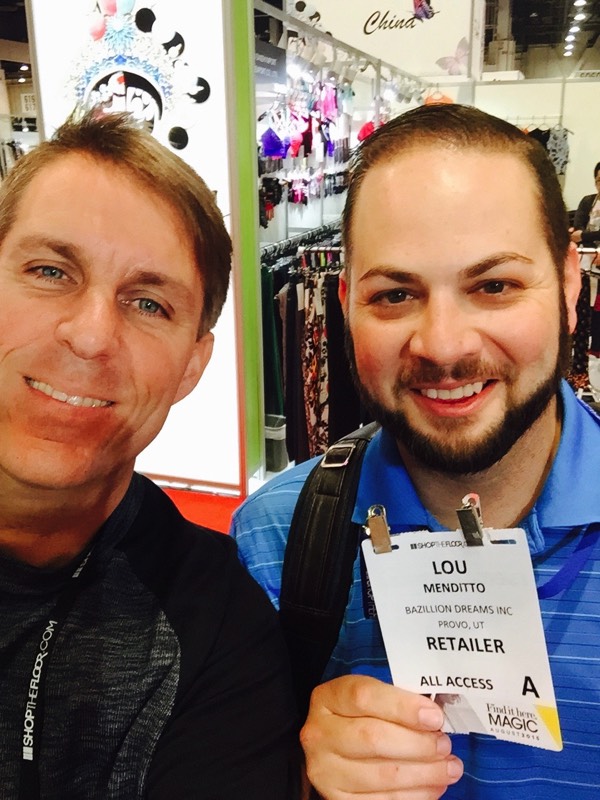 China
SHOPTHEFLOOR
LOU
MENDITTO
BAZILLION DREAMS INC
PROVO, UT
RETAILER
ALL ACCESS
A
Find it here.
MAGIC
SHOPTHEFLOOR.COM